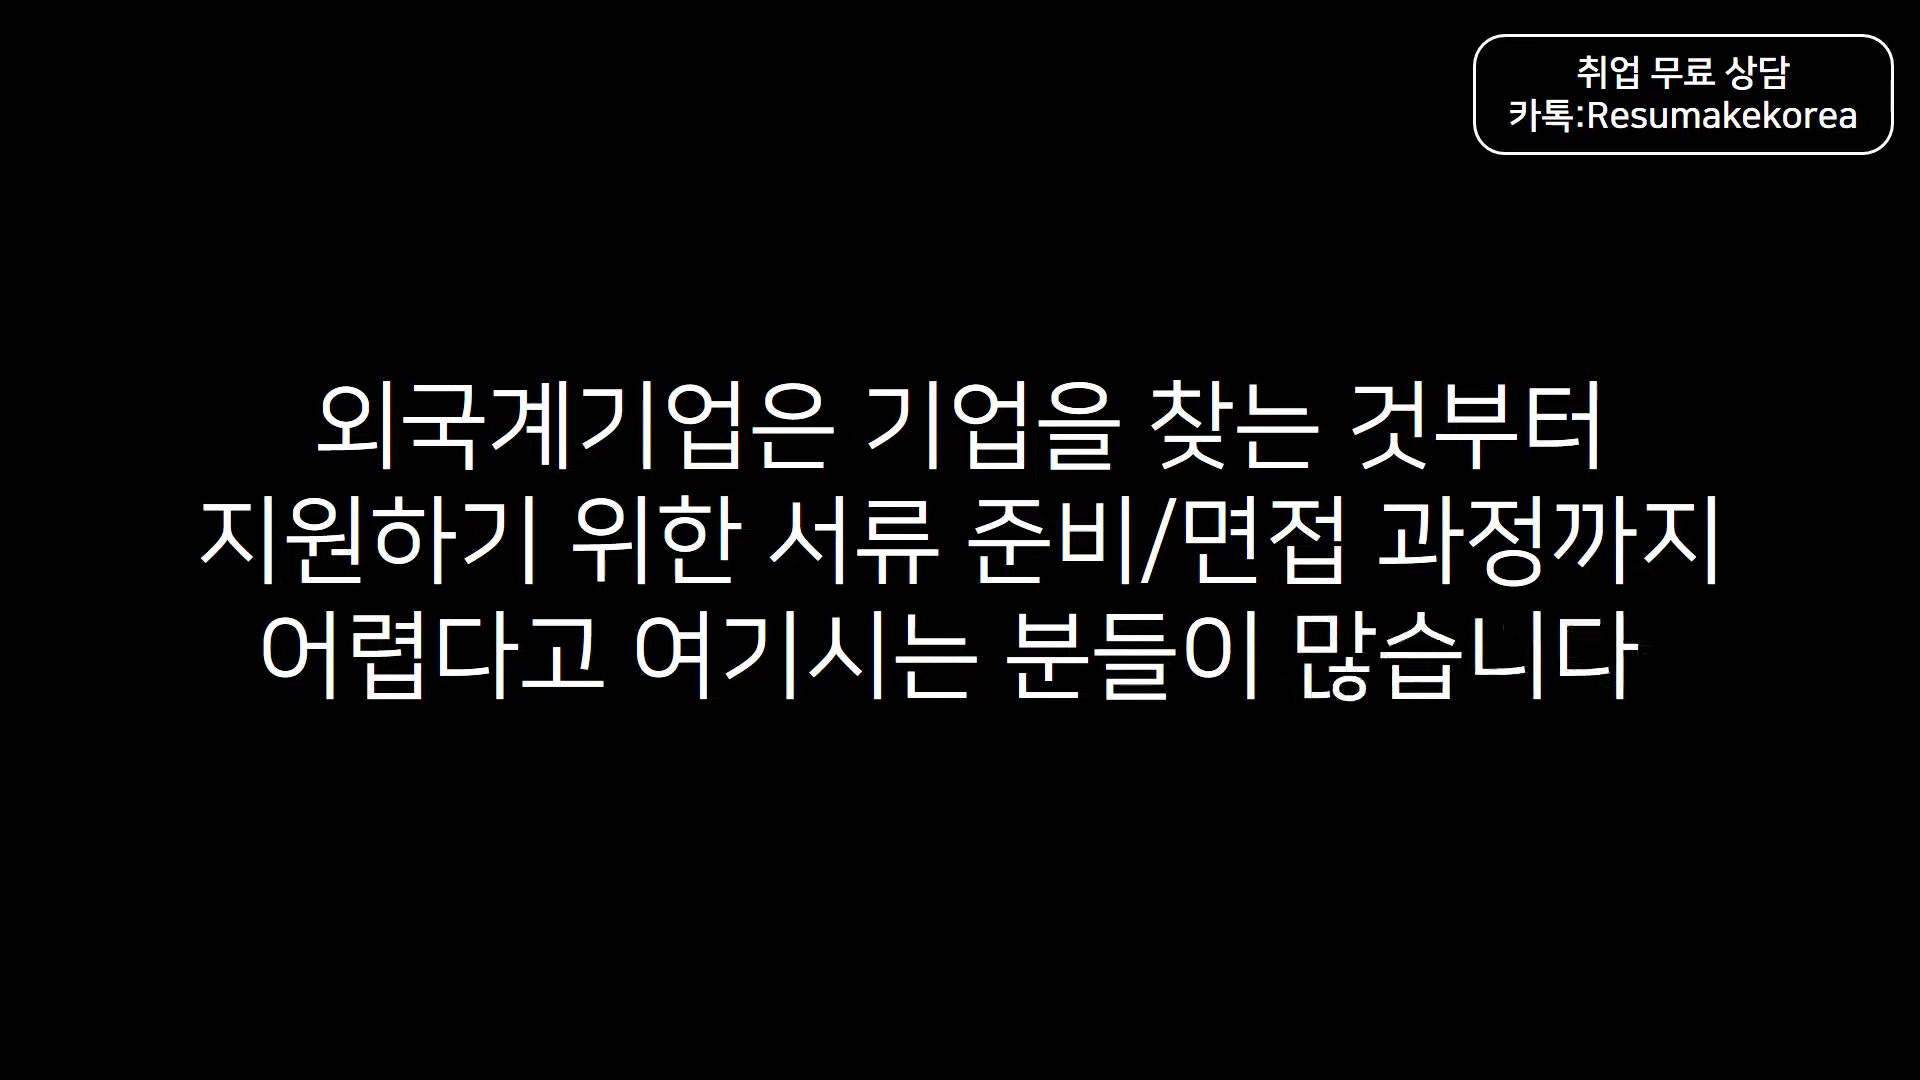 취업 무료 상담
카톡:Resumakekorea
외국계기업은 기업을 찾는 것부터
지원하기 위한 서류 준비/면접 과정까지
어렵다고 여기시는 분들이 많습니다